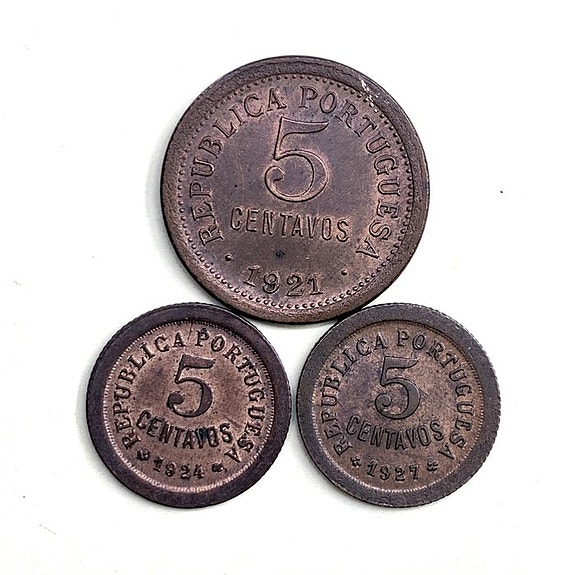 REPUBLICA PORTUGUESA
5
CENTAVOS
· 1921 ·
REPUBLICA PORTUGUESA
5
CENTAVOS
* 1924 *
REPUBLICA PORTUGUESA
5
CENTAVOS
* 1927 *